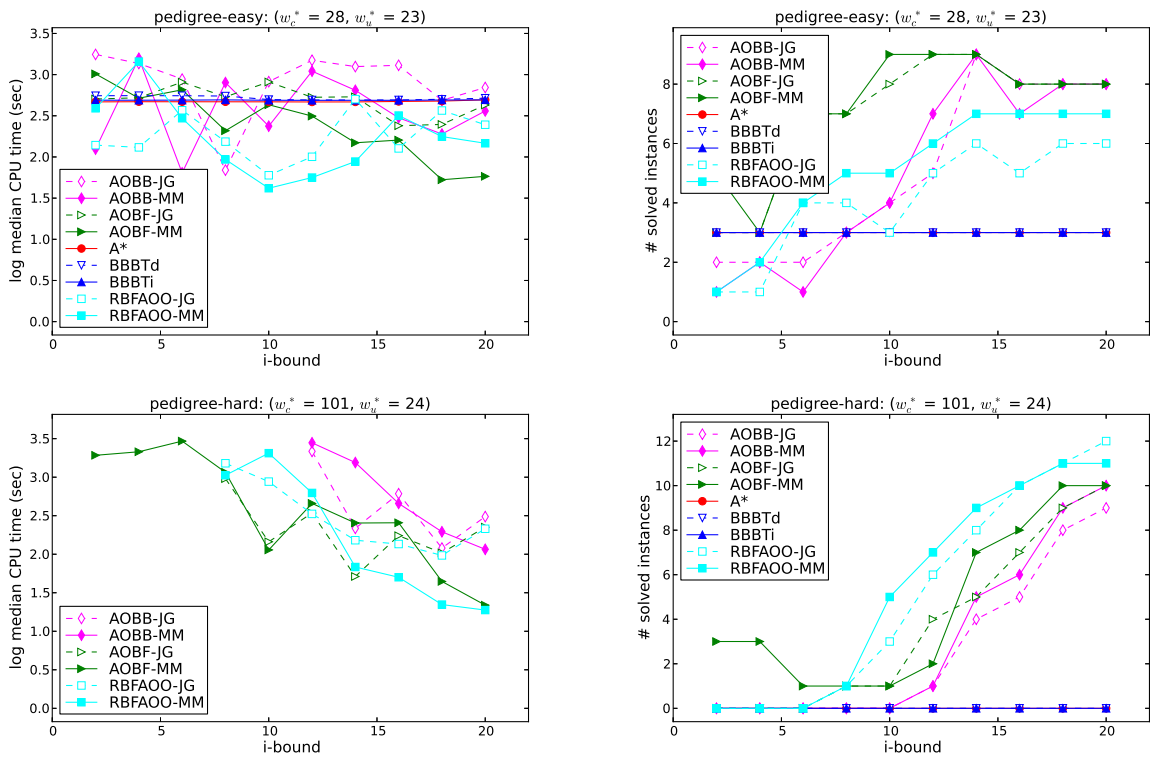 pedigree-easy: (w_c^* = 28, w_u^* = 23)
log median CPU time (sec)
3.5
3.0
2.5
2.0
1.5
1.0
0.5
0.0
AOBB-JG
AOBB-MM
AOBF-JG
AOBF-MM
A*
BBBTd
BBBTi
RBFAOO-JG
RBFAOO-MM
0 5 10 15 20
i-bound
pedigree-easy: (w_c^* = 28, w_u^* = 23)
# solved instances
8
6
4
2
0
AOBB-JG
AOBB-MM
AOBF-JG
AOBF-MM
A*
BBBTd
BBBTi
RBFAOO-JG
RBFAOO-MM
0 5 10 15 20
i-bound
pedigree-hard: (w_c^* = 101, w_u^* = 24)
log median CPU time (sec)
3.5
3.0
2.5
2.0
1.5
1.0
0.5
0.0
AOBB-JG
AOBB-MM
AOBF-JG
AOBF-MM
RBFAOO-JG
RBFAOO-MM
0 5 10 15 20
i-bound
pedigree-hard: (w_c^* = 101, w_u^* = 24)
# solved instances
12
10
8
6
4
2
0
AOBB-JG
AOBB-MM
AOBF-JG
AOBF-MM
A*
BBBTd
BBBTi
RBFAOO-JG
RBFAOO-MM
0 5 10 15 20
i-bound